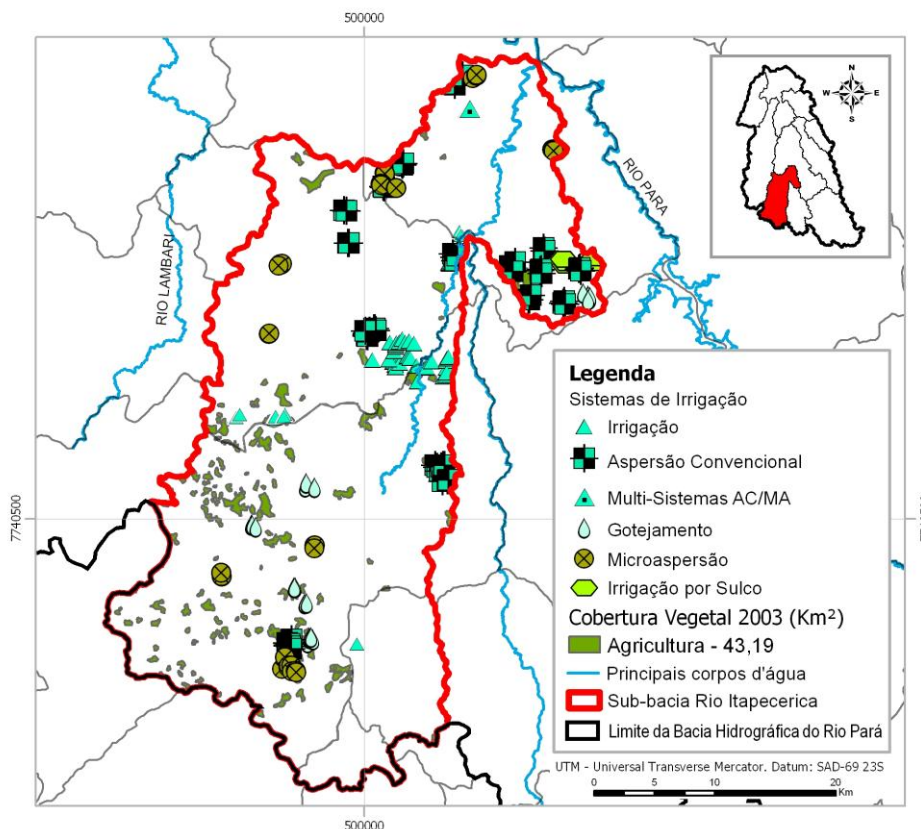 500000
N
W E
S
RIO PARA
RIO LAMBARI
Legenda
Sistemas de Irrigação
Irrigação
Aspersão Convencional
Multi-Sistemas AC/MA
Gotejamento
Microaspersão
Irrigação por Sulco
Cobertura Vegetal 2003 (Km²)
Agricultura - 43,19
Principais corpos d'água
Sub-bacia Rio Itapecerica
Limite da Bacia Hidrográfica do Rio Pará
7740500
UTM - Universal Transverse Mercator. Datum: SAD-69 23S
0 5 10 20
Km
500000